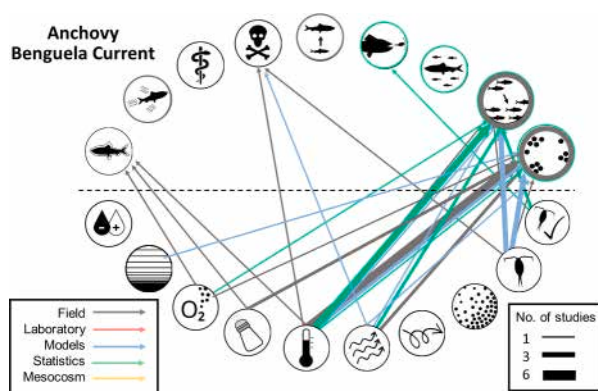 Anchovy
Benguela Current
O2
Field
Laboratory
Models
Statistics
Mesocosm
No. of studies
1
3
6